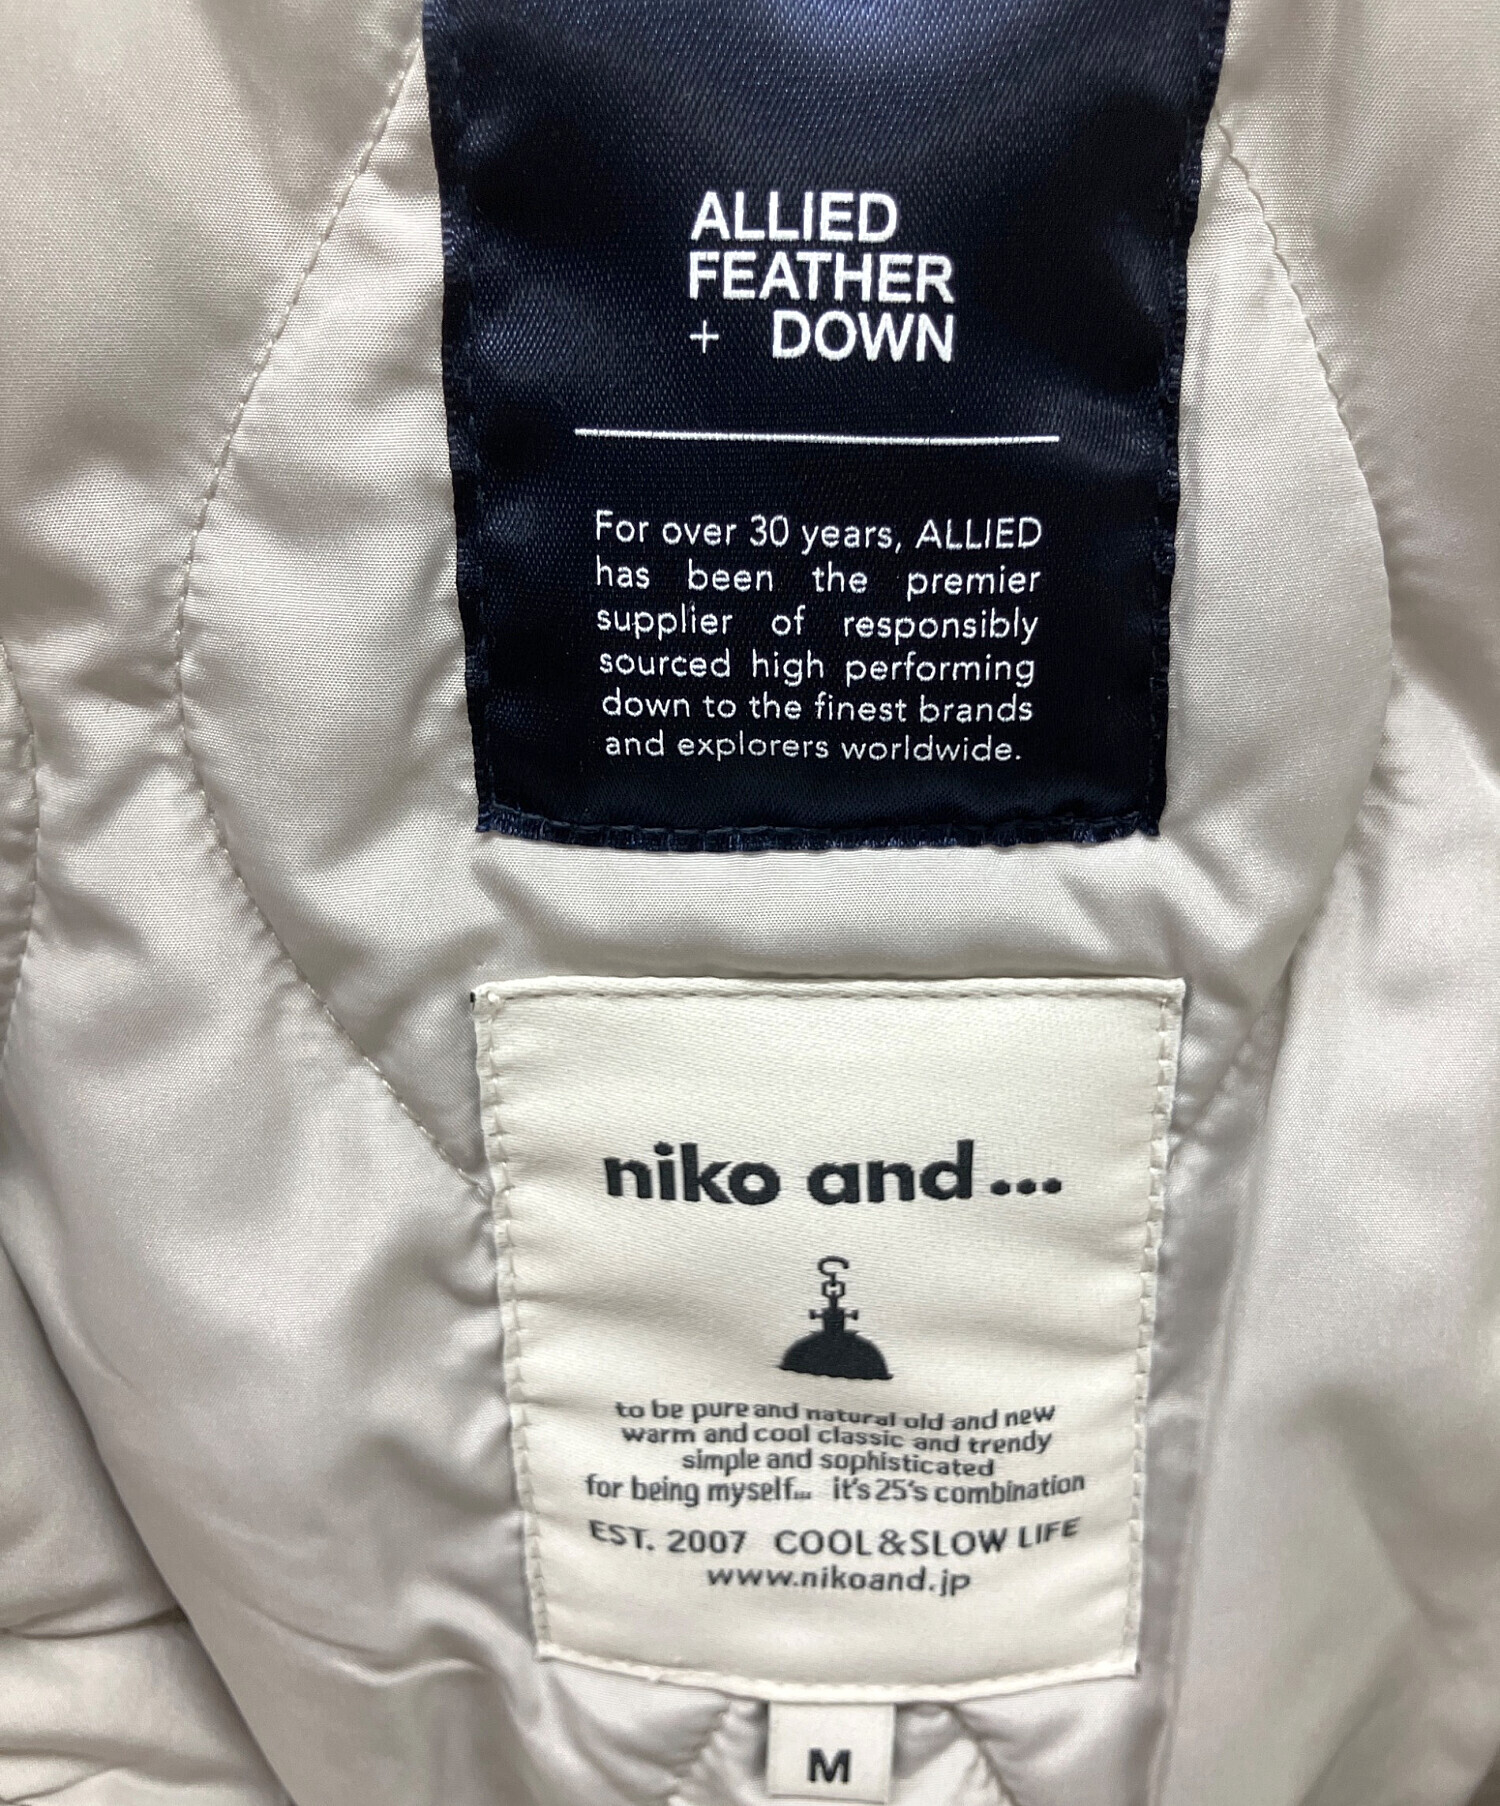 ALLIED
FEATHER
+ DOWN
For over 30 years, ALLIED
has been the premier
supplier of responsibly
sourced high performing
down to the finest brands
and explorers worldwide.
niko and...
to be pure and natural old and new
warm and cool classic and trendy
simple and sophisticated
for being myself... it's 25's combination
EST. 2007 COOL&SLOW LIFE
www.nikoand.jp
M